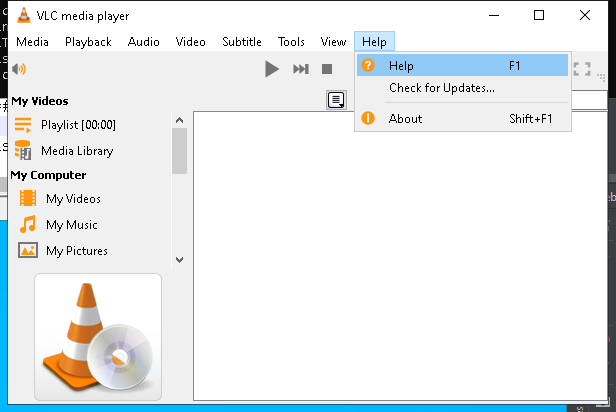 VLC media player
Media Playback Audio Video Subtitle Tools View Help
Help F1
Check for Updates...
About Shift+F1
My Videos
Playlist [00:00]
Media Library
My Computer
My Videos
My Music
My Pictures